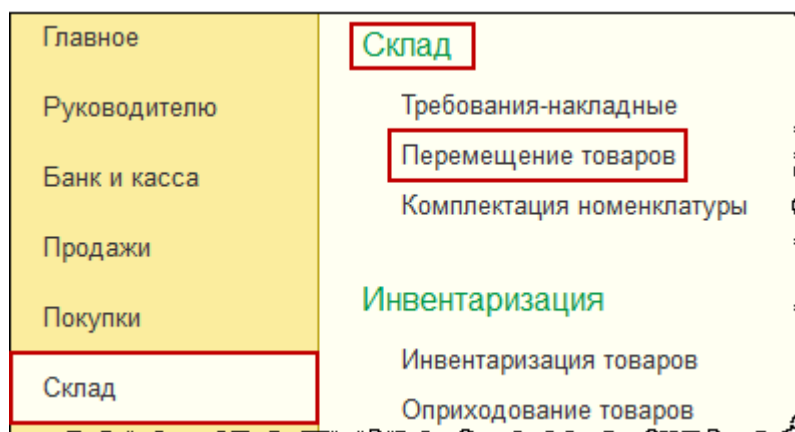 Главное
Руководителю
Банк и касса
Продажи
Покупки
Склад
Склад
Требования-накладные
Перемещение товаров
Комплектация номенклатуры
Инвентаризация
Инвентаризация товаров
Оприходование товаров